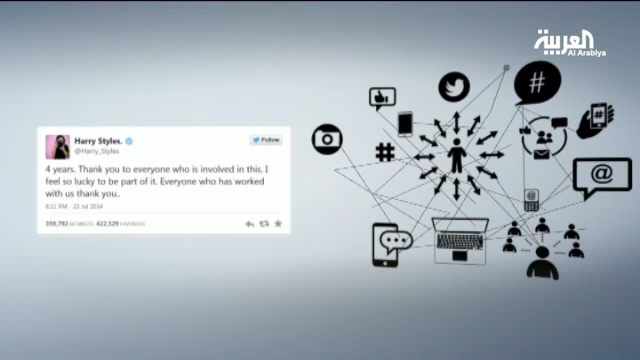 العربية
Al Arabiya
Harry Styles.
@Harry_Styles
Follow
4 years. Thank you to everyone who is involved in this. I
feel so lucky to be part of it. Everyone who has worked
with us thank you..
6:11 PM - 23 Jul 2014
399,792 RETWEETS 422,529 FAVORITES
#
@
#
#
@